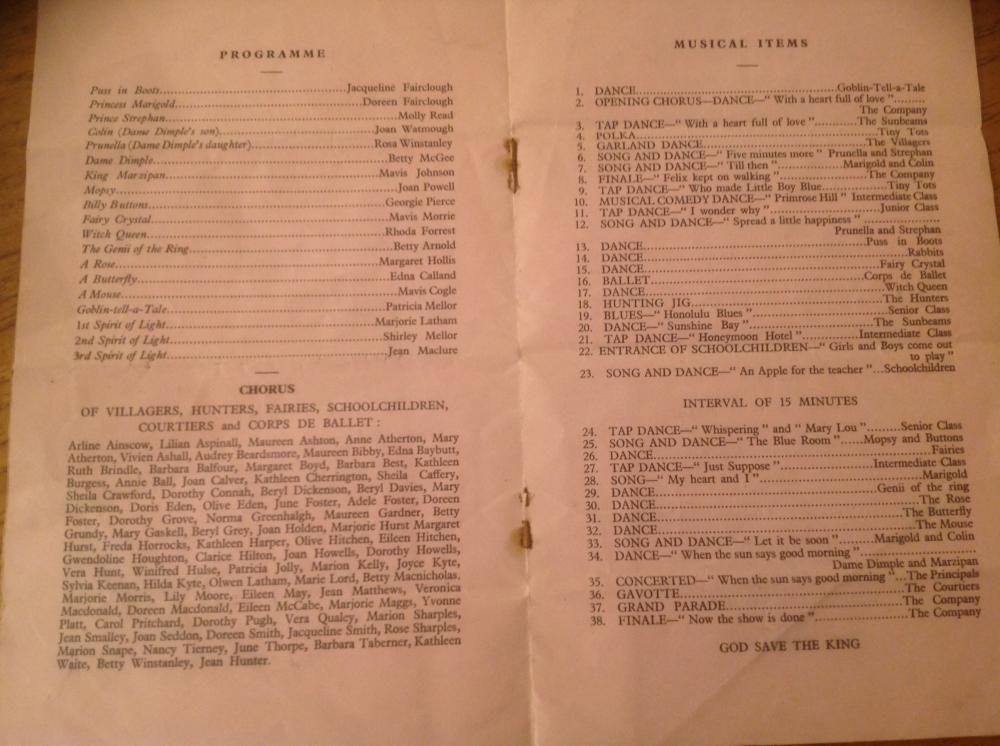 PROGRAMME
Puss in Boots..........Jacqueline Fairclough
Princess Marigold..........Doreen Fairclough
Prince Strephan..........Molly Read
Colin (Dame Dimple's son)..........Joan Watmough
Prunella (Dame Dimple's daughter)..........Rosa Winstanley
Dame Dimple..........Betty McGee
King Marzipan..........Mavis Johnson
Mopsy..........Joan Powell
Billy Buttons..........Georgie Pierce
Fairy Crystal..........Mavis Morrie
Witch Queen..........Rhoda Forrest
The Genii of the Ring..........Betty Arnold
A Rose..........Margaret Hollis
A Butterfly..........Edna Calland
A Mouse..........Mavis Cogle
Goblin-tell-a-Tale..........Patricia Mellor
1st Spirit of Light..........Marjorie Latham
2nd Spirit of Light..........Shirley Mellor
3rd Spirit of Light..........Jean Maclure
CHORUS
OF VILLAGERS, HUNTERS, FAIRIES, SCHOOLCHILDREN,
COURTIERS and CORPS DE BALLET :
Arline Ainscow, Lilian Aspinall, Maureen Ashton, Anne Atherton, Mary
Atherton, Vivien Ashall, Audrey Beardsmore, Maureen Bibby, Edna Baybutt,
Ruth Brindle, Barbara Balfour, Margaret Boyd, Barbara Best, Kathleen
Burgess, Annie Ball, Joan Calver, Kathleen Cherrington, Sheila Caffery,
Sheila Crawford, Dorothy Connah, Beryl Dickenson, Beryl Davies, Mary
Dickenson, Doris Eden, Olive Eden, June Foster, Adele Foster, Doreen
Foster, Dorothy Grove, Norma Greenhalgh, Maureen Gardner, Betty
Grundy, Mary Gaskell, Beryl Grey, Joan Holden, Marjorie Hurst Margaret
Hurst, Freda Horrocks, Kathleen Harper, Olive Hitchen, Eileen Hitchen,
Gwendoline Houghton, Clarice Hilton, Joan Howells, Dorothy Howells,
Vera Hunt, Winifred Hulse, Patricia Jolly, Marion Kelly, Joyce Kyte,
Sylvia Keenan, Hilda Kyte, Olwen Latham, Marie Lord, Betty Macnicholas,
Marjorie Morris, Lily Moore, Eileen May, Jean Matthews, Veronica
Macdonald, Doreen Macdonald, Eileen McCabe, Marjorie Maggs, Yvonne
Platt, Carol Pritchard, Dorothy Pugh, Vera Qualey, Marion Sharples,
Jean Smalley, Joan Seddon, Doreen Smith, Jacqueline Smith, Rose Sharples,
Marion Snape, Nancy Tierney, June Thorpe, Barbara Taberner, Kathleen
Waite, Betty Winstanley, Jean Hunter.
MUSICAL ITEMS
1. DANCE..........Goblin-Tell-a-Tale
2. OPENING CHORUS—DANCE—“ With a heart full of love ”..........
The Company
3. TAP DANCE—“ With a heart full of love ”..........The Sunbeams
4. POLKA..........Tiny Tots
5. GARLAND DANCE..........The Villagers
6. SONG AND DANCE—“ Five minutes more ” Prunella and Strephan
7. SONG AND DANCE—“ Till then ”..........Marigold and Colin
8. FINALE—“ Felix kept on walking ”..........The Company
9. TAP DANCE—“ Who made Little Boy Blue..........Tiny Tots
10. MUSICAL COMEDY DANCE—“ Primrose Hill ” Intermediate Class
11. TAP DANCE—“ I wonder why ”..........Junior Class
12. SONG AND DANCE—“ Spread a little happiness ”..........
Prunella and Strephan
13. DANCE..........Puss in Boots
14. DANCE..........Rabbits
15. DANCE..........Fairy Crystal
16. BALLET..........Corps de Ballet
17. DANCE..........Witch Queen
18. HUNTING JIG..........The Hunters
19. BLUES—“ Honolulu Blues ”..........Senior Class
20. DANCE—“ Sunshine Bay ”..........The Sunbeams
21. TAP DANCE—“ Honeymoon Hotel ”..........Intermediate Class
22. ENTRANCE OF SCHOOLCHILDREN—“ Girls and Boys come out
to play ”
23. SONG AND DANCE—“ An Apple for the teacher ”...Schoolchildren
INTERVAL OF 15 MINUTES
24. TAP DANCE—“ Whispering ” and “ Mary Lou ”..........Senior Class
25. SONG AND DANCE—“ The Blue Room ”.....Mopsy and Buttons
26. DANCE..........Fairies
27. TAP DANCE—“ Just Suppose ”..........Intermediate Class
28. SONG—“ My heart and I ”..........Marigold
29. DANCE..........Genii of the ring
30. DANCE..........The Rose
31. DANCE..........The Butterfly
32. DANCE..........The Mouse
33. SONG AND DANCE—“ Let it be soon ”.........Marigold and Colin
34. DANCE—“ When the sun says good morning ”..........
Dame Dimple and Marzipan
35. CONCERTED—“ When the sun says good morning ”...The Principals
36. GAVOTTE..........The Courtiers
37. GRAND PARADE..........The Company
38. FINALE—“ Now the show is done ”..........The Company
GOD SAVE THE KING